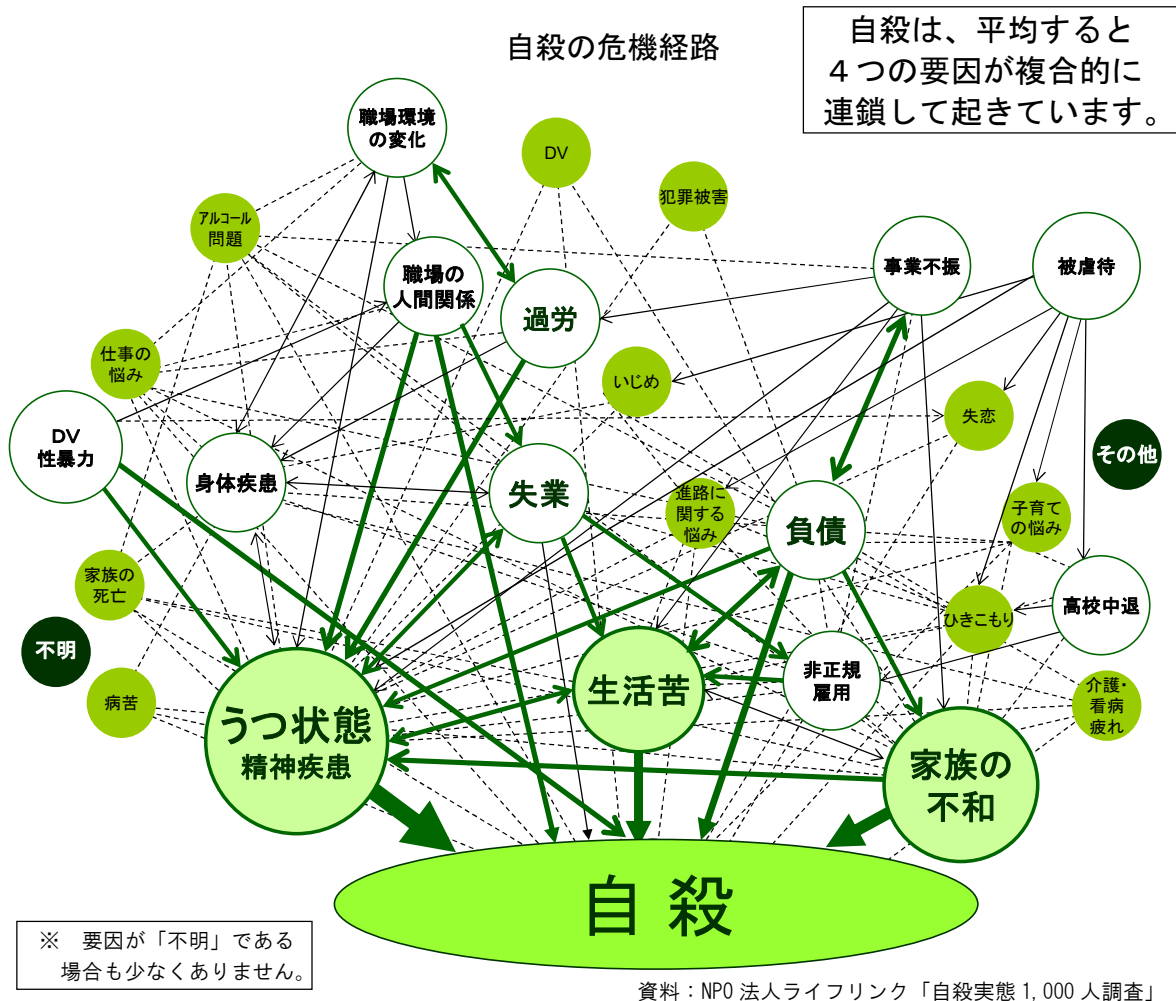 自殺の危機経路
自殺は、平均すると
４つの要因が複合的に
連鎖して起きています。
職場環境
の変化
DV
犯罪被害
アルコール
問題
職場の
人間関係
過労
事業不振
被虐待
仕事の
悩み
いじめ
失恋
DV
性暴力
身体疾患
失業
進路に
関する
悩み
負債
子育て
の悩み
その他
家族の
死亡
不明
病苦
うつ状態
精神疾患
生活苦
非正規
雇用
ひきこもり
高校中退
介護・
看病
疲れ
家族の
不和
自殺
※　要因が「不明」である
場合も少なくありません。
資料：NPO 法人ライフリンク「自殺実態 1,000 人調査」